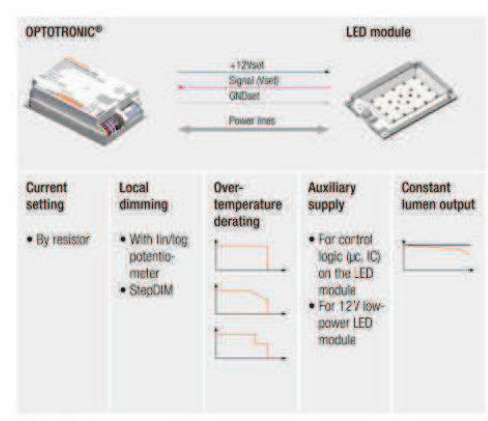 OPTOTRONIC®
LED module
+12Vset
Signal (Vset)
GNDset
Power lines
Current
setting
• By resistor
Local
dimming
• With lin/log
potentio-
meter
• StepDIM
Over-
temperature
derating
Auxiliary
supply
• For control
logic (µc, IC)
on the LED
module
• For 12V low-
power LED
module
Constant
lumen output